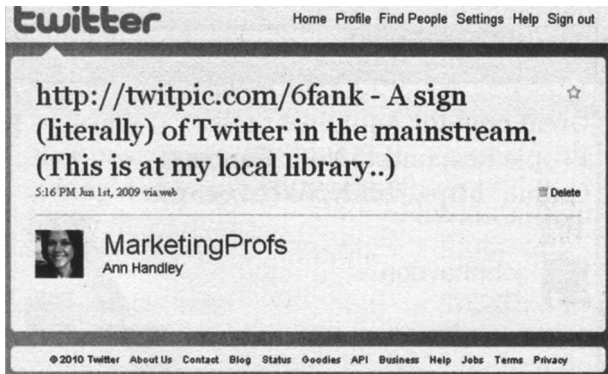 twitter
Home Profile Find People Settings Help Sign out
http://twitpic.com/6fank - A sign
(literally) of Twitter in the mainstream.
(This is at my local library..)
5:16 PM Jun 1st, 2009 via web
Delete
MarketingProfs
Ann Handley
© 2010 Twitter About Us Contact Blog Status Goodies API Business Help Jobs Terms Privacy